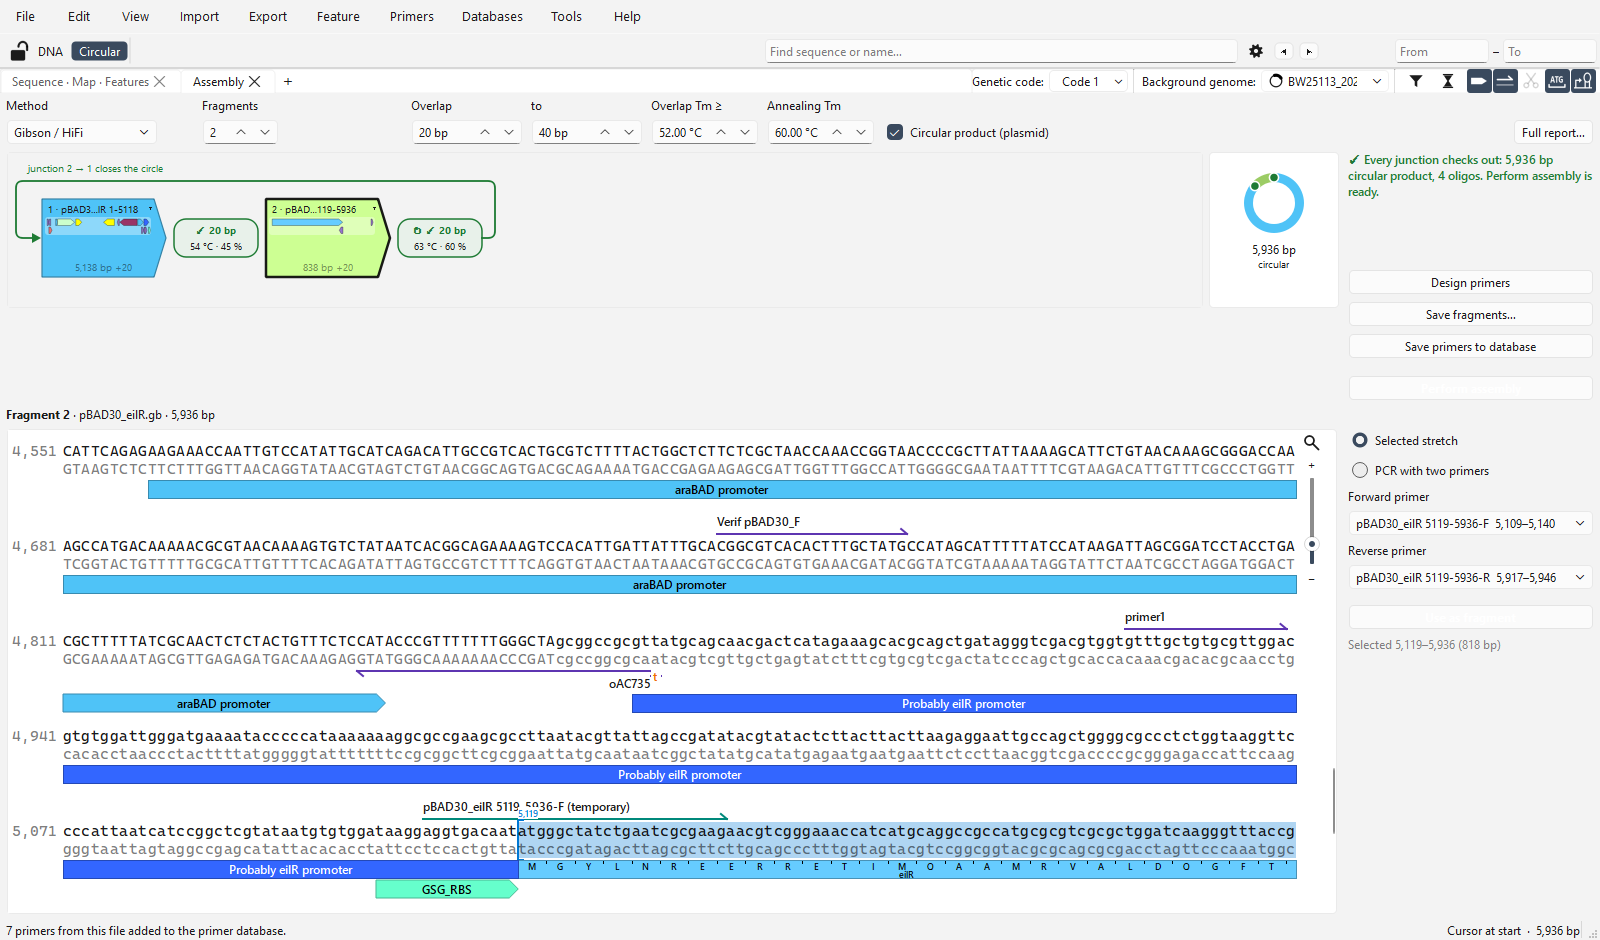 File Edit View Import Export Feature Primers Databases Tools Help
DNA Circular Find sequence or name... From – To
Sequence · Map · Features Assembly + Genetic code: Code 1 Background genome: BW25113_202 ATG
Method Fragments Overlap to Overlap Tm ≥ Annealing Tm
Gibson / HiFi 2 20 bp 40 bp 52.00 °C 60.00 °C Circular product (plasmid) Full report...
junction 2 → 1 closes the circle
1 · pBAD3...IR 1-5118
5,138 bp +20
✓ 20 bp
54 °C · 45 %
2 · pBAD...119-5936
838 bp +20
✓ 20 bp
63 °C · 60 %
5,936 bp
circular
✓ Every junction checks out: 5,936 bp
circular product, 4 oligos. Perform assembly is
ready.
Design primers
Save fragments...
Save primers to database
Fragment 2 · pBAD30_eilR.gb · 5,936 bp
4,551 CATTCAGAGAAGAAACCAATTGTCCATATTGCATCAGACATTGCCGTCACTGCGTCTTTTACTGGCTCTTCTCGCTAACCAAACCGGTAACCCCGCTTATTAAAAGCATTCTGTAACAAAGCGGGACCAA
GTAAGTCTCTTCTTTGGTTAACAGGTATAACGTAGTCTGTAACGGCAGTGACGCAGAAAATGACCGAGAAGAGCGATTGGTTTGGCCATTGGGGCGAATAATTTTCGTAAGACATTGTTTCGCCCTGGTT
araBAD promoter
Verif pBAD30_F
4,681 AGCCATGACAAAAACGCGTAACAAAAGTGTCTATAATCACGGCAGAAAAGTCCACATTGATTATTTGCACGGCGTCACACTTTGCTATGCCATAGCATTTTTATCCATAAGATTAGCGGATCCTACCTGA
TCGGTACTGTTTTTGCGCATTGTTTTCACAGATATTAGTGCCGTCTTTTCAGGTGTAACTAATAAACGTGCCGCAGTGTGAAACGATACGGTATCGTAAAAATAGGTATTCTAATCGCCTAGGATGGACT
araBAD promoter
primer1
4,811 CGCTTTTTATCGCAACTCTCTACTGTTTCTCCATACCCGTTTTTTTGGGCTAGcggccgcgttatgcagcaacgactcatagaaagcacgcagctgatagggtcgacgtggtgtttgctgtgcgttggac
GCGAAAAATAGCGTTGAGAGATGACAAAGAGGTATGGGCAAAAAAACCCGATCgccggcgcaatacgtcgttgctgagtatctttcgtgcgtcgactatcccagctgcaccacaaacgacacgcaacctg
oAC735 t
araBAD promoter Probably eilR promoter
4,941 gtgtggattgggatgaaaatacccccataaaaaaaggcgccgaagcgccttaatacgttattagccgatatacgtatactcttacttacttaagaggaattgccagctggggcgccctctggtaaggttc
cacacctaaccctacttttatgggggtatttttttccgcggcttcgcggaattatgcaataatcggctatatgcatatgagaatgaatgaattctccttaacggtcgaccccgcgggagaccattccaag
Probably eilR promoter
pBAD30_eilR 5119-5936-F (temporary)
5,119
5,071 cccattaatcatccggctcgtataatgtgtggataaggaggtgacaatatgggctatctgaatcgcgaagaacgtcgggaaaccatcatgcaggccgccatgcgcgtcgcgctggatcaagggtttaccg
gggtaattagtaggccgagcatattacacacctattcctccactgttatacccgatagacttagcgcttcttgcagccctttggtagtacgtccggcggtacgcgcagcgcgacctagttcccaaatggc
Probably eilR promoter M G Y L N R E E R R E T I M Q A A M R V A L D Q G F T
eilR
GSG_RBS
Selected stretch
PCR with two primers
Forward primer
pBAD30_eilR 5119-5936-F 5,109–5,140
Reverse primer
pBAD30_eilR 5119-5936-R 5,917–5,946
Selected 5,119–5,936 (818 bp)
7 primers from this file added to the primer database. Cursor at start · 5,936 bp